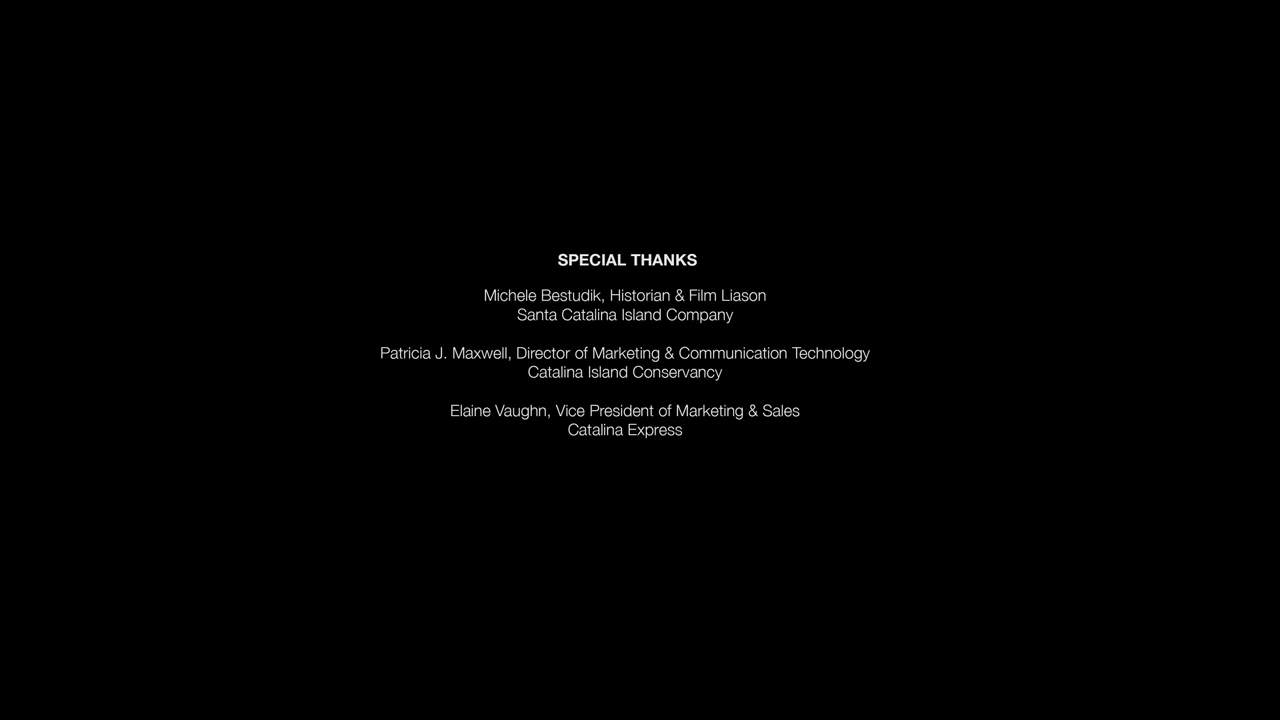 SPECIAL THANKS
Michele Bestudik, Historian & Film Liason
Santa Catalina Island Company
Patricia J. Maxwell, Director of Marketing & Communication Technology
Catalina Island Conservancy
Elaine Vaughn, Vice President of Marketing & Sales
Catalina Express